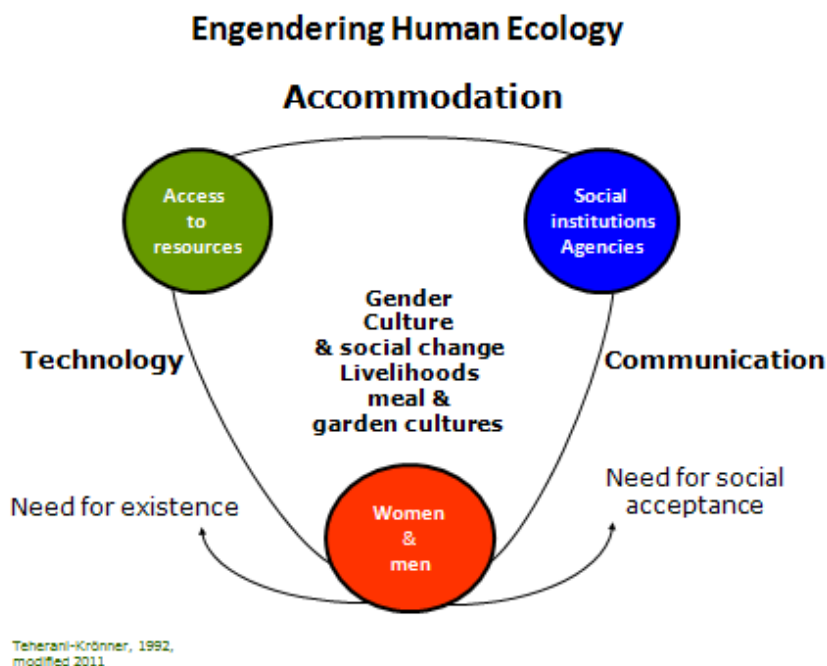 Engendering Human Ecology
Accommodation
Access
to
resources
Social
institutions
Agencies
Gender
Culture
& social change
Livelihoods
meal &
garden cultures
Technology
Communication
Need for existence
Women
&
men
Need for social
acceptance
Teherani-Krönner, 1992,
modified 2011